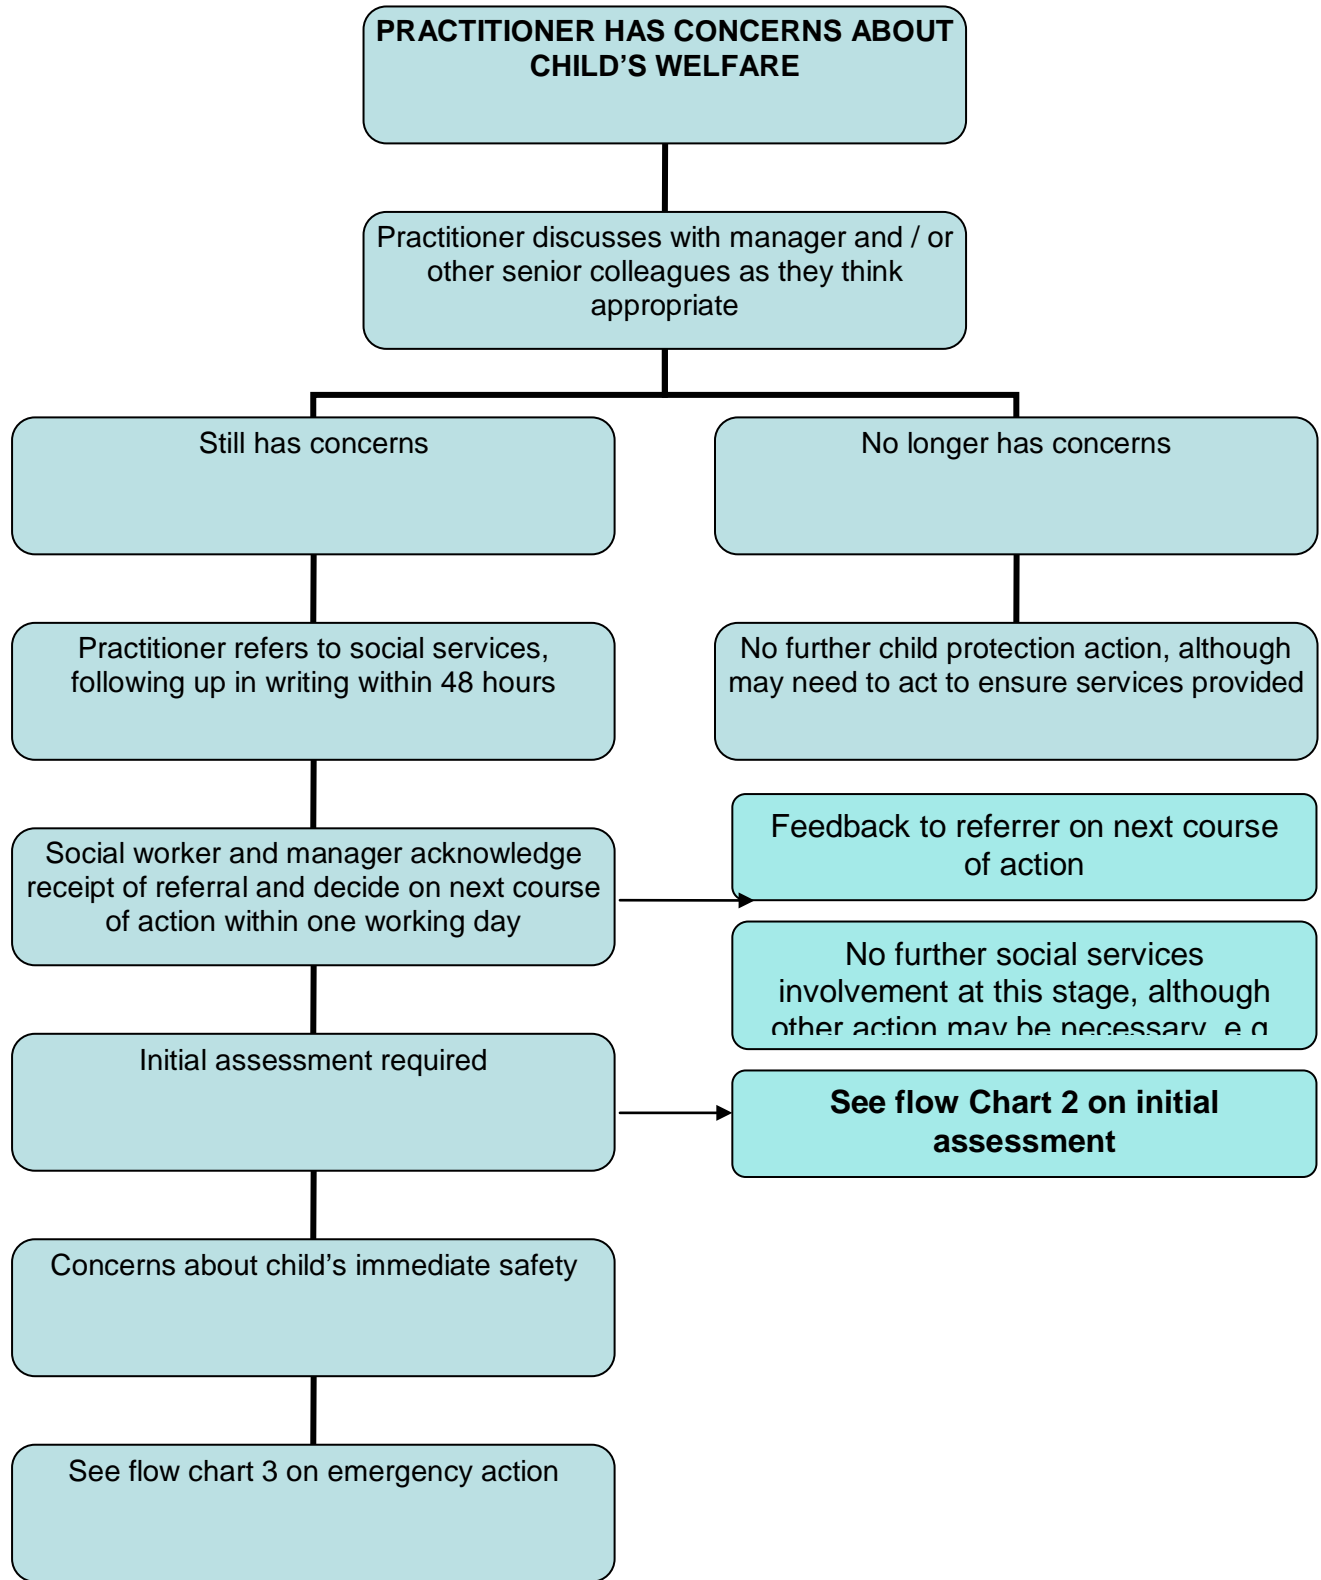 PRACTITIONER HAS CONCERNS ABOUT
CHILD’S WELFARE
Practitioner discusses with manager and / or
other senior colleagues as they think
appropriate
Still has concerns
No longer has concerns
Practitioner refers to social services,
following up in writing within 48 hours
No further child protection action, although
may need to act to ensure services provided
Social worker and manager acknowledge
receipt of referral and decide on next course
of action within one working day
Feedback to referrer on next course
of action
No further social services
involvement at this stage, although
other action may be necessary, e.g.
Initial assessment required
See flow Chart 2 on initial
assessment
Concerns about child’s immediate safety
See flow chart 3 on emergency action